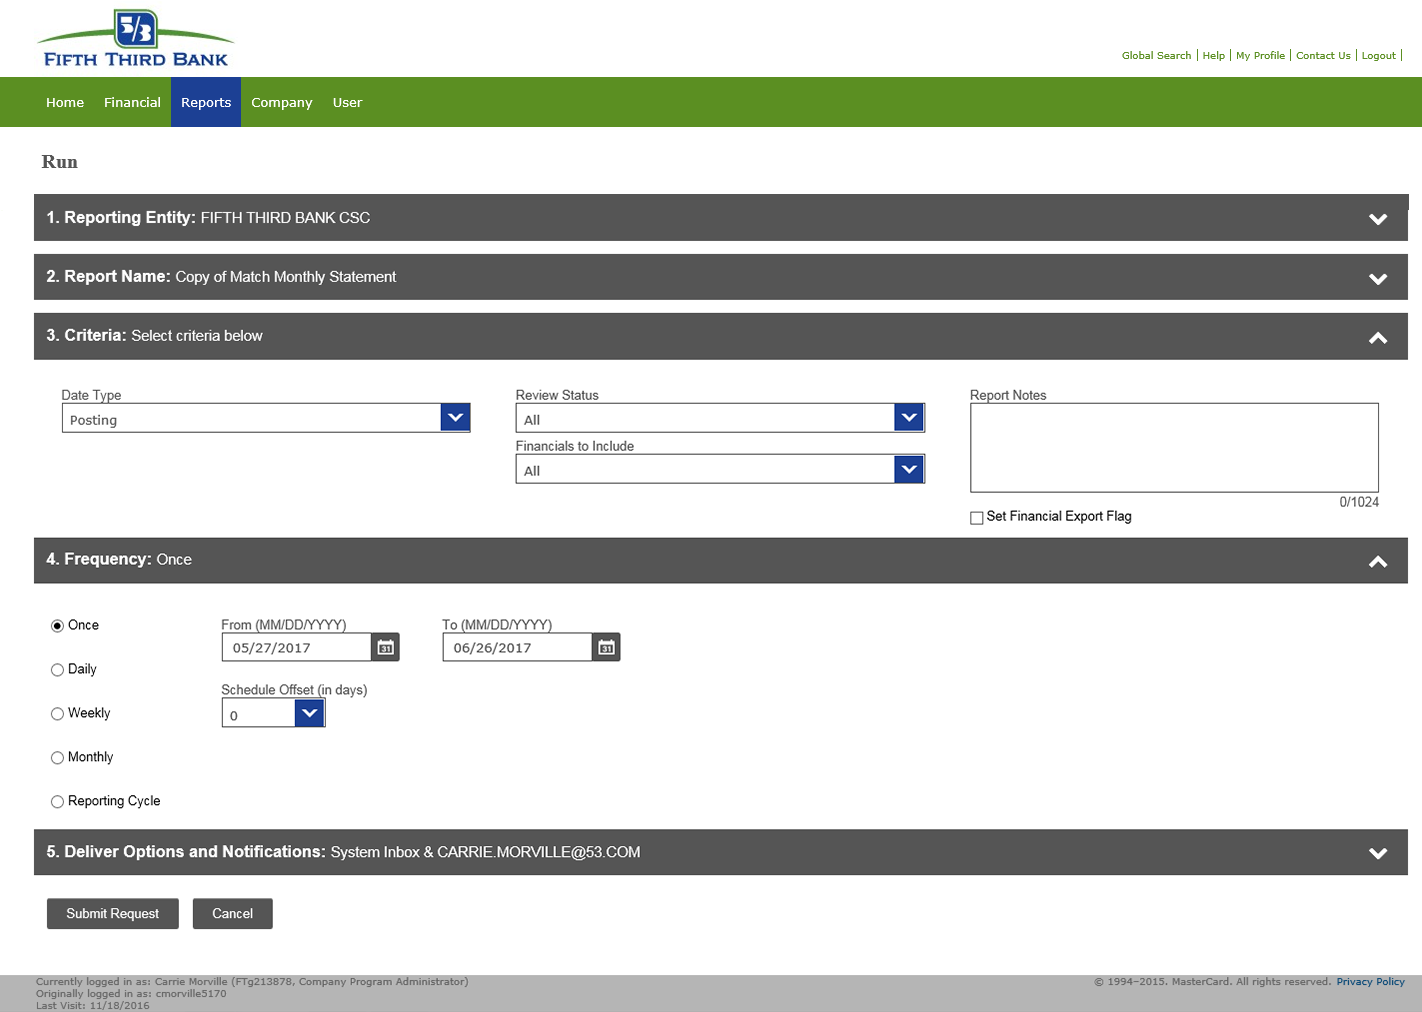 5/3
FIFTH THIRD BANK
Global Search | Help | My Profile | Contact Us | Logout |
Home Financial Reports Company User
Run
1. Reporting Entity: FIFTH THIRD BANK CSC
2. Report Name: Copy of Match Monthly Statement
3. Criteria: Select criteria below
Date Type Review Status Report Notes
Posting All
Financials to Include
All
0/1024
Set Financial Export Flag
4. Frequency: Once
Once From (MM/DD/YYYY) To (MM/DD/YYYY)
05/27/2017 31 06/26/2017 31
Daily
Schedule Offset (in days)
Weekly 0
Monthly
Reporting Cycle
5. Deliver Options and Notifications: System Inbox & CARRIE.MORVILLE@53.COM
Submit Request Cancel
Currently logged in as: Carrie Morville (FTg213878, Company Program Administrator) © 1994-2015. MasterCard. All rights reserved. Privacy Policy
Originally logged in as: cmorville5170
Last Visit: 11/18/2016